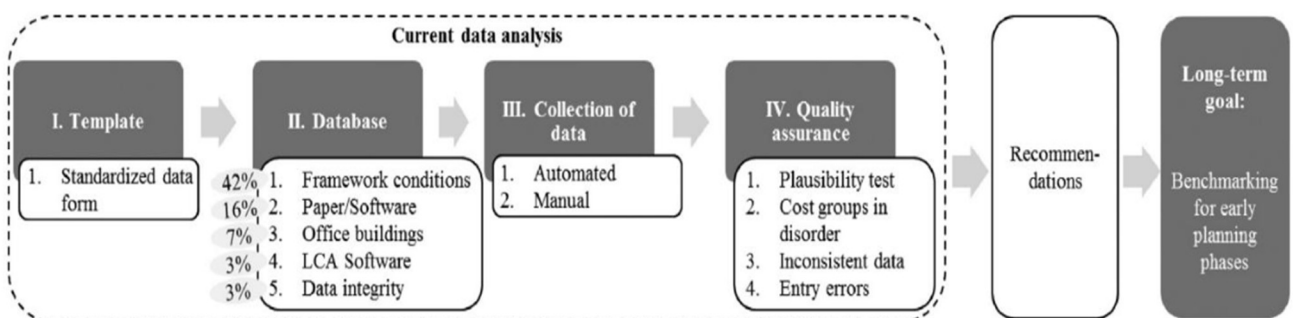 Current data analysis
I. Template
1. Standardized data
form
II. Database
42% 1. Framework conditions
16% 2. Paper/Software
7% 3. Office buildings
3% 4. LCA Software
3% 5. Data integrity
III. Collection of
data
1. Automated
2. Manual
IV. Quality
assurance
1. Plausibility test
2. Cost groups in
disorder
3. Inconsistent data
4. Entry errors
Recommen-
dations
Long-term
goal:
Benchmarking
for early
planning
phases